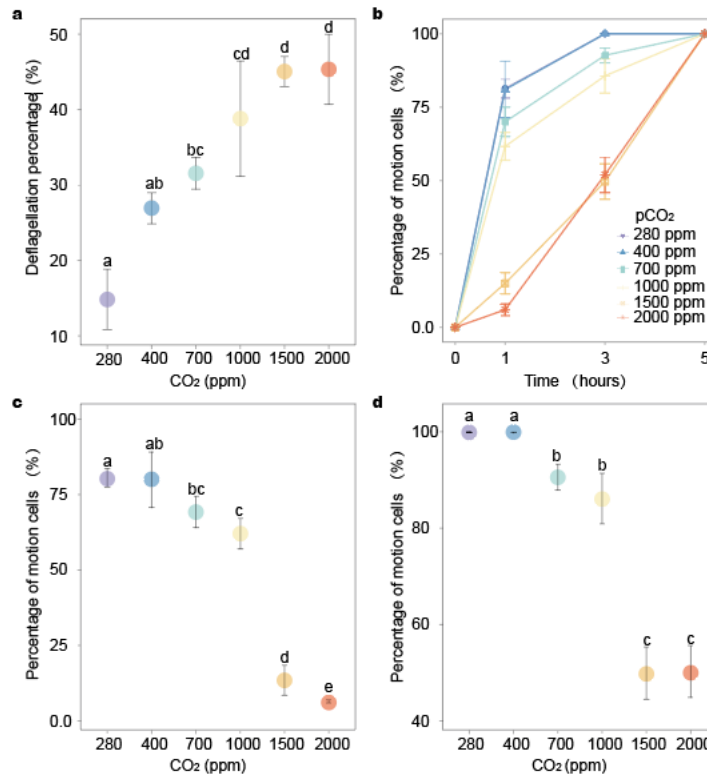 a
Deflagellation percentage (%)
50
40
30
20
10
a
ab
bc
cd
d
d
280 400 700 1000 1500 2000
CO₂ (ppm)
b
Percentage of motion cells (%)
100
75
50
25
0.0
pCO₂
280 ppm
400 ppm
700 ppm
1000 ppm
1500 ppm
2000 ppm
0 1 3 5
Time (hours)
c
Percentage of motion cells (%)
100
75
50
25
0.0
a
ab
bc
c
d
e
280 400 700 1000 1500 2000
CO₂ (ppm)
d
Percentage of motion cells (%)
100
80
60
40
a
a
b
b
c
c
280 400 700 1000 1500 2000
CO₂ (ppm)